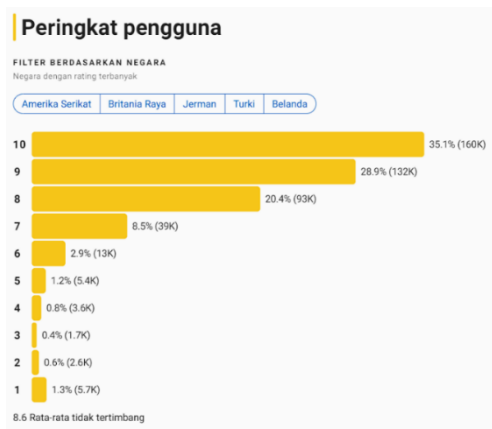 Peringkat pengguna
FILTER BERDASARKAN NEGARA
Negara dengan rating terbanyak
Amerika Serikat Britania Raya Jerman Turki Belanda
10 35.1% (160K)
9 28.9% (132K)
8 20.4% (93K)
7 8.5% (39K)
6 2.9% (13K)
5 1.2% (5.4K)
4 0.8% (3.6K)
3 0.4% (1.7K)
2 0.6% (2.6K)
1 1.3% (5.7K)
8.6 Rata-rata tidak tertimbang